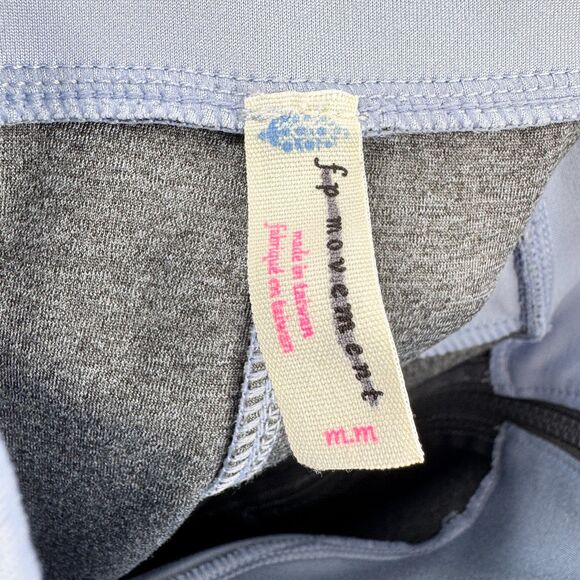 fp movement
made in taiwan
fabriqué en taiwan
m.m